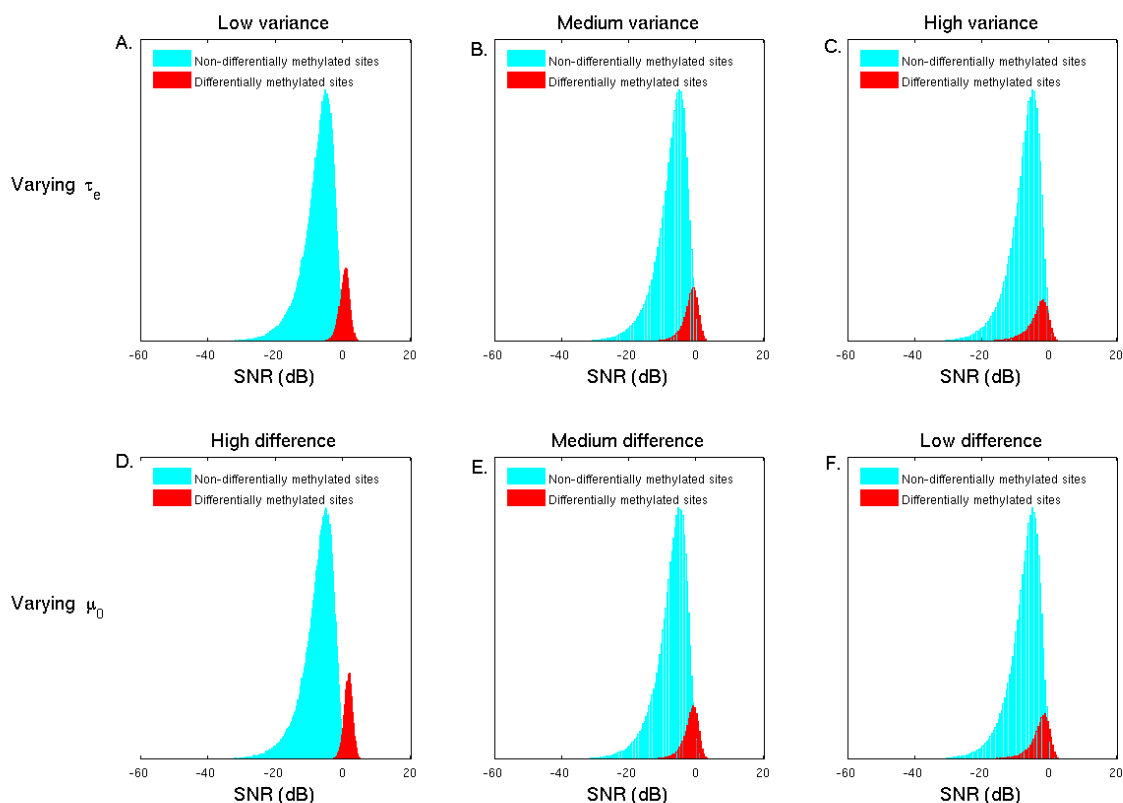 Low variance
Medium variance
High variance
A.
B.
C.
Non-differentially methylated sites
Differentially methylated sites
Non-differentially methylated sites
Differentially methylated sites
Non-differentially methylated sites
Differentially methylated sites
Varying τe
-60 -40 -20 0 20
-60 -40 -20 0 20
-60 -40 -20 0 20
SNR (dB)
SNR (dB)
SNR (dB)
High difference
Medium difference
Low difference
D.
E.
F.
Non-differentially methylated sites
Differentially methylated sites
Non-differentially methylated sites
Differentially methylated sites
Non-differentially methylated sites
Differentially methylated sites
Varying μ0
-60 -40 -20 0 20
-60 -40 -20 0 20
-60 -40 -20 0 20
SNR (dB)
SNR (dB)
SNR (dB)